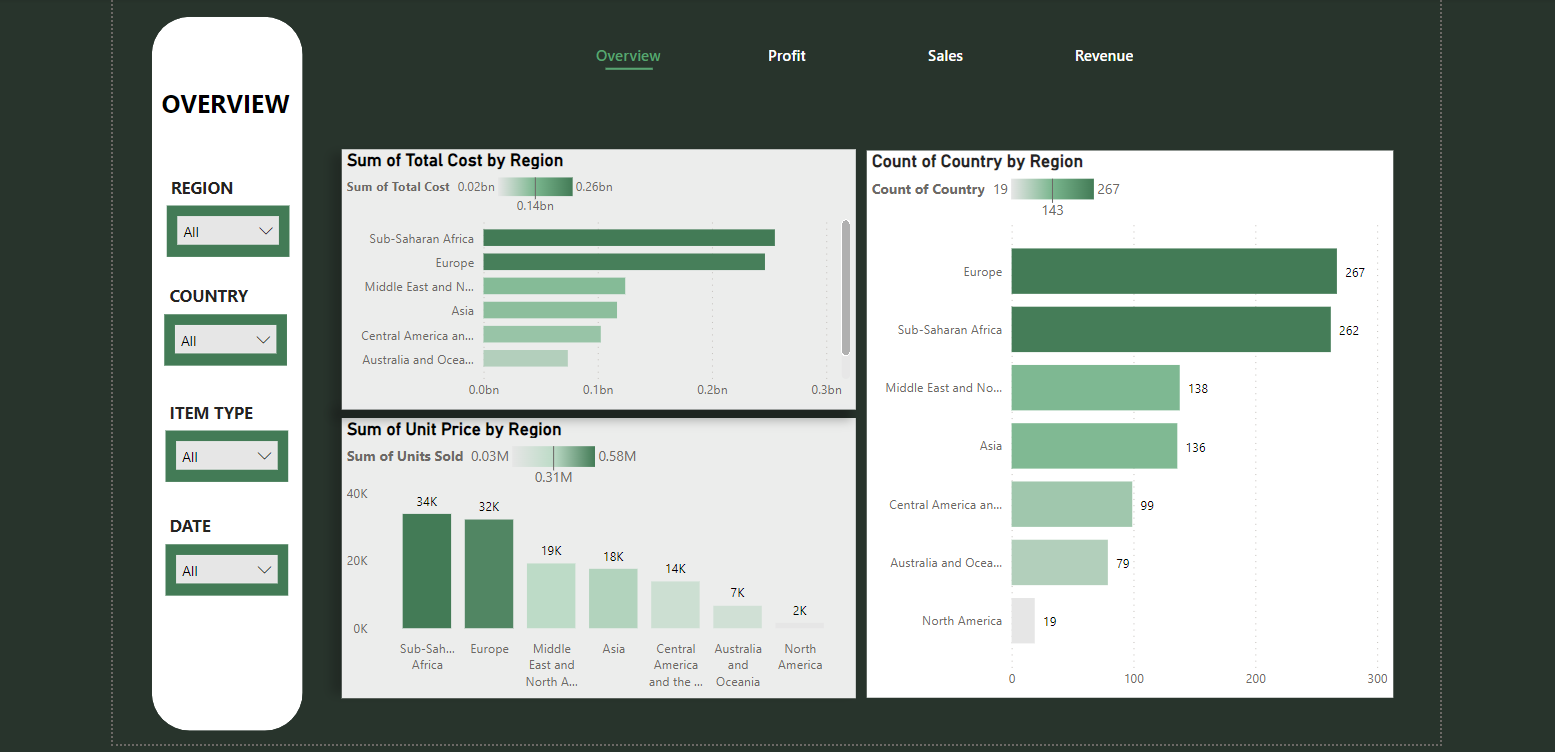 Overview
Profit
Sales
Revenue
OVERVIEW
REGION
All
COUNTRY
All
ITEM TYPE
All
DATE
All
Sum of Total Cost by Region
Sum of Total Cost 0.02bn 0.26bn
0.14bn
Sub-Saharan Africa
Europe
Middle East and N...
Asia
Central America an...
Australia and Ocea...
0.0bn 0.1bn 0.2bn 0.3bn
Sum of Unit Price by Region
Sum of Units Sold 0.03M 0.58M
0.31M
40K
20K
0K
34K
32K
19K
18K
14K
7K
2K
Sub-Sah...
Africa
Europe
Middle
East and
North A...
Asia
Central
America
and the ...
Australia
and
Oceania
North
America
Count of Country by Region
Count of Country 19 267
143
Europe 267
Sub-Saharan Africa 262
Middle East and No... 138
Asia 136
Central America an... 99
Australia and Ocea... 79
North America 19
0 100 200 300